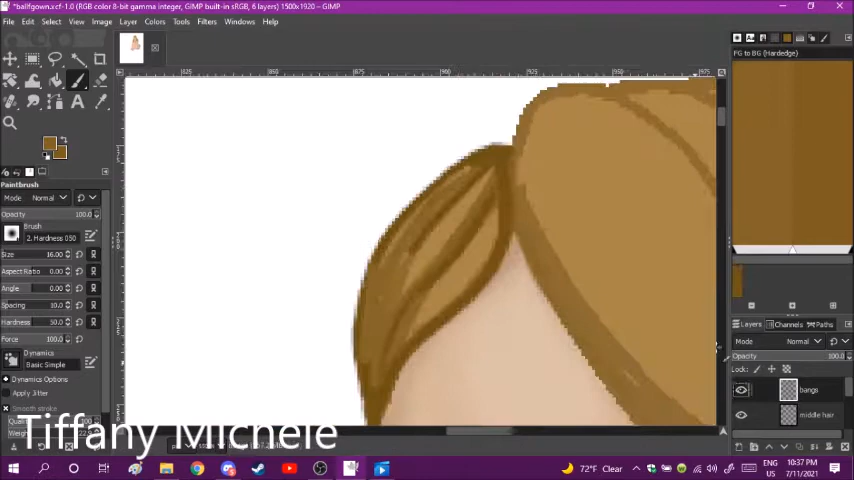 *ballfgown.xcf-1.0 (RGB color 8-bit gamma integer, GIMP built-in sRGB, 6 layers) 1500x1920 – GIMP
File Edit Select View Image Layer Colors Tools Filters Windows Help
FG to BG (Hardedge)
Paintbrush
Mode Normal
Opacity 100.0
Brush
2. Hardness 050
Size 16.00
Aspect Ratio 0.00
Angle 0.00
Spacing 10.0
Hardness 50.0
Force 100.0
Dynamics
Basic Simple
Dynamics Options
Apply Jitter
Smooth stroke
Layers Channels Paths
Mode Normal
Opacity 100.0
Lock:
bangs
middle hair
Tiffany Michele
72°F Clear
ENG
US
10:37 PM
7/11/2021